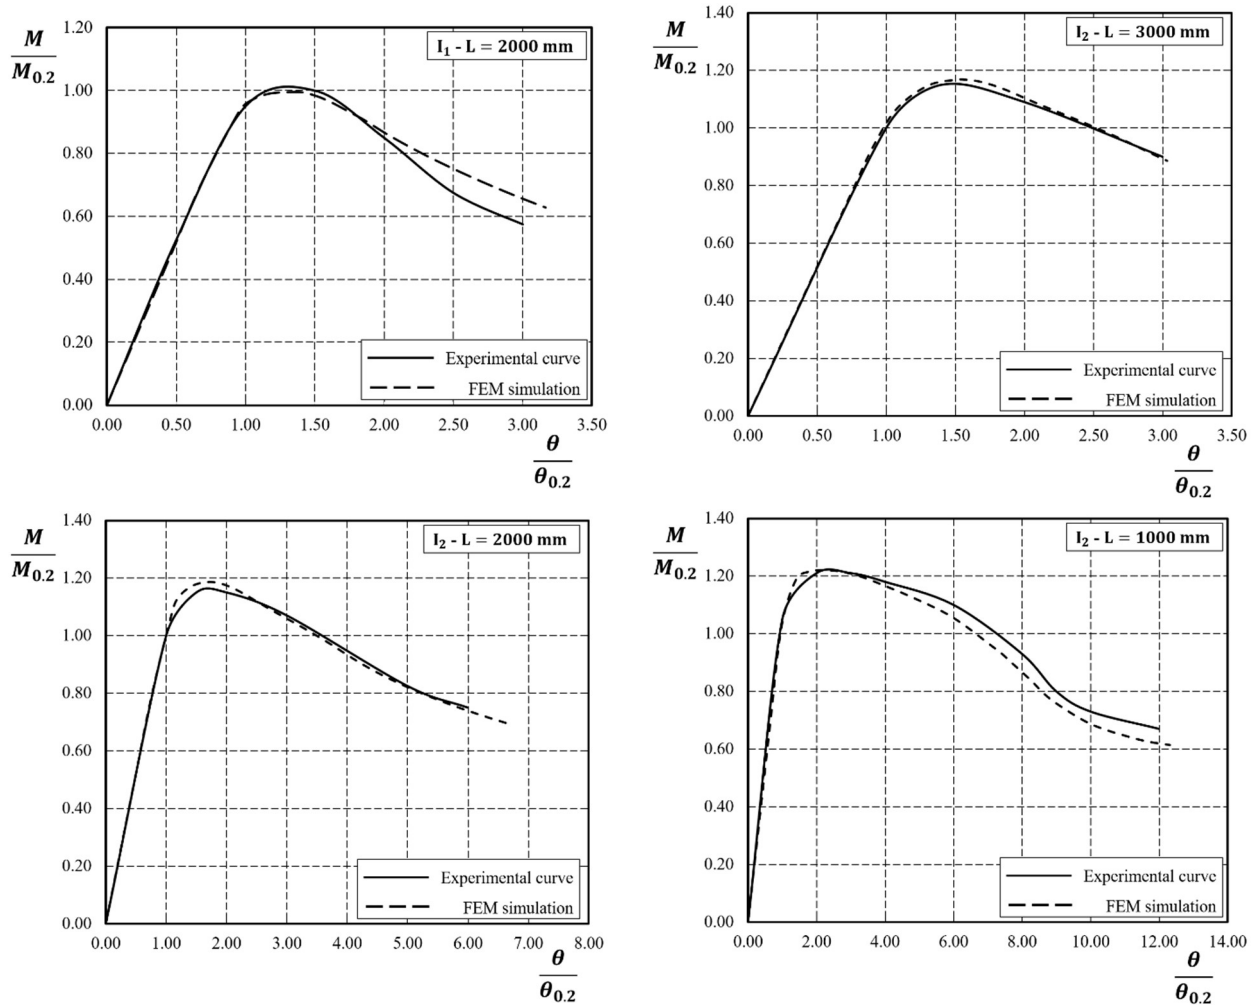 M
M0.2
I1 - L = 2000 mm
1.20
1.00
0.80
0.60
0.40
0.20
0.00
Experimental curve
FEM simulation
0.00 0.50 1.00 1.50 2.00 2.50 3.00 3.50
θ
θ0.2
M
M0.2
I2 - L = 3000 mm
1.40
1.20
1.00
0.80
0.60
0.40
0.20
0.00
Experimental curve
FEM simulation
0.00 0.50 1.00 1.50 2.00 2.50 3.00 3.50
θ
θ0.2
M
M0.2
I2 - L = 2000 mm
1.40
1.20
1.00
0.80
0.60
0.40
0.20
0.00
Experimental curve
FEM simulation
0.00 1.00 2.00 3.00 4.00 5.00 6.00 7.00 8.00
θ
θ0.2
M
M0.2
I2 - L = 1000 mm
1.40
1.20
1.00
0.80
0.60
0.40
0.20
0.00
Experimental curve
FEM simulation
0.00 2.00 4.00 6.00 8.00 10.00 12.00 14.00
θ
θ0.2